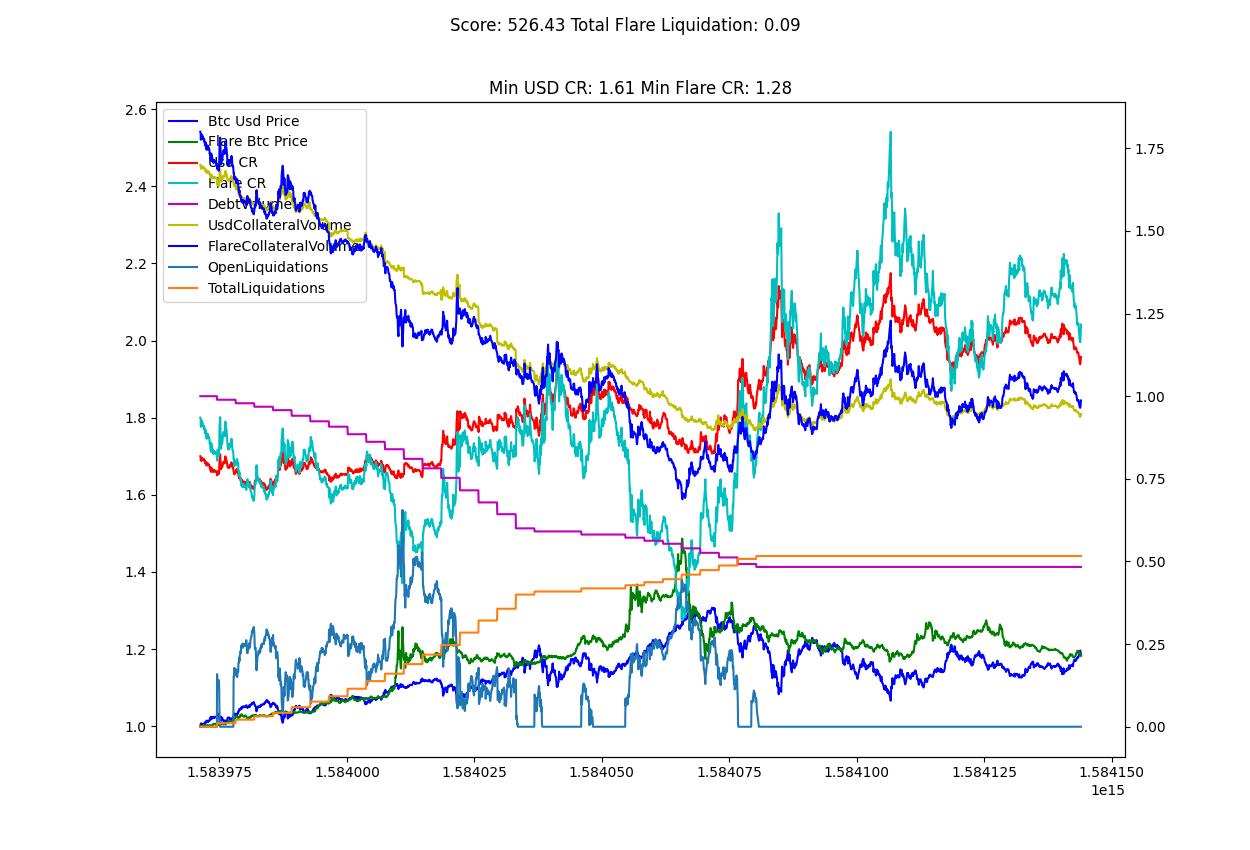 Score: 526.43 Total Flare Liquidation: 0.09
Min USD CR: 1.61 Min Flare CR: 1.28
Btc Usd Price
Flare Btc Price
Usd CR
Flare CR
DebtVolume
UsdCollateralVolume
FlareCollateralVolume
OpenLiquidations
TotalLiquidations
2.6
2.4
2.2
2.0
1.8
1.6
1.4
1.2
1.0
1.75
1.50
1.25
1.00
0.75
0.50
0.25
0.00
1.583975 1.584000 1.584025 1.584050 1.584075 1.584100 1.584125 1.584150
1e15